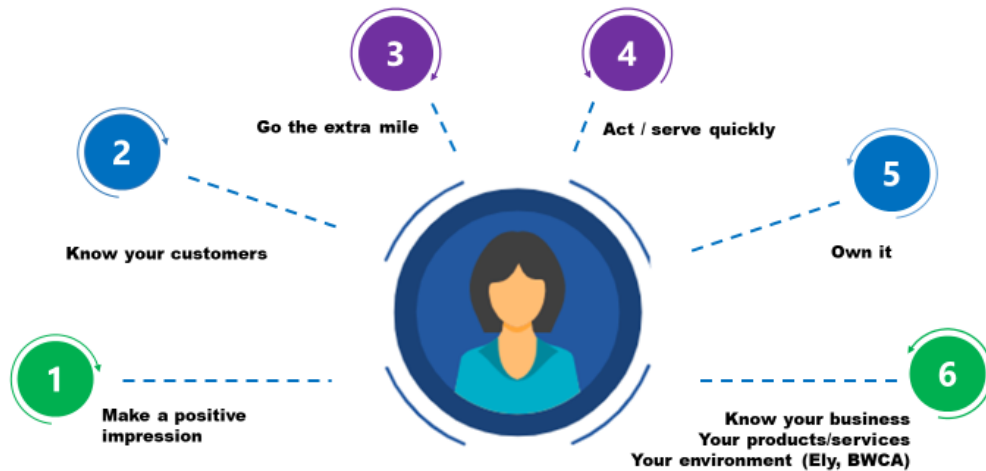 3
4
Go the extra mile
Act / serve quickly
2
5
Know your customers
Own it
1
6
Make a positive
impression
Know your business
Your products/services
Your environment (Ely, BWCA)